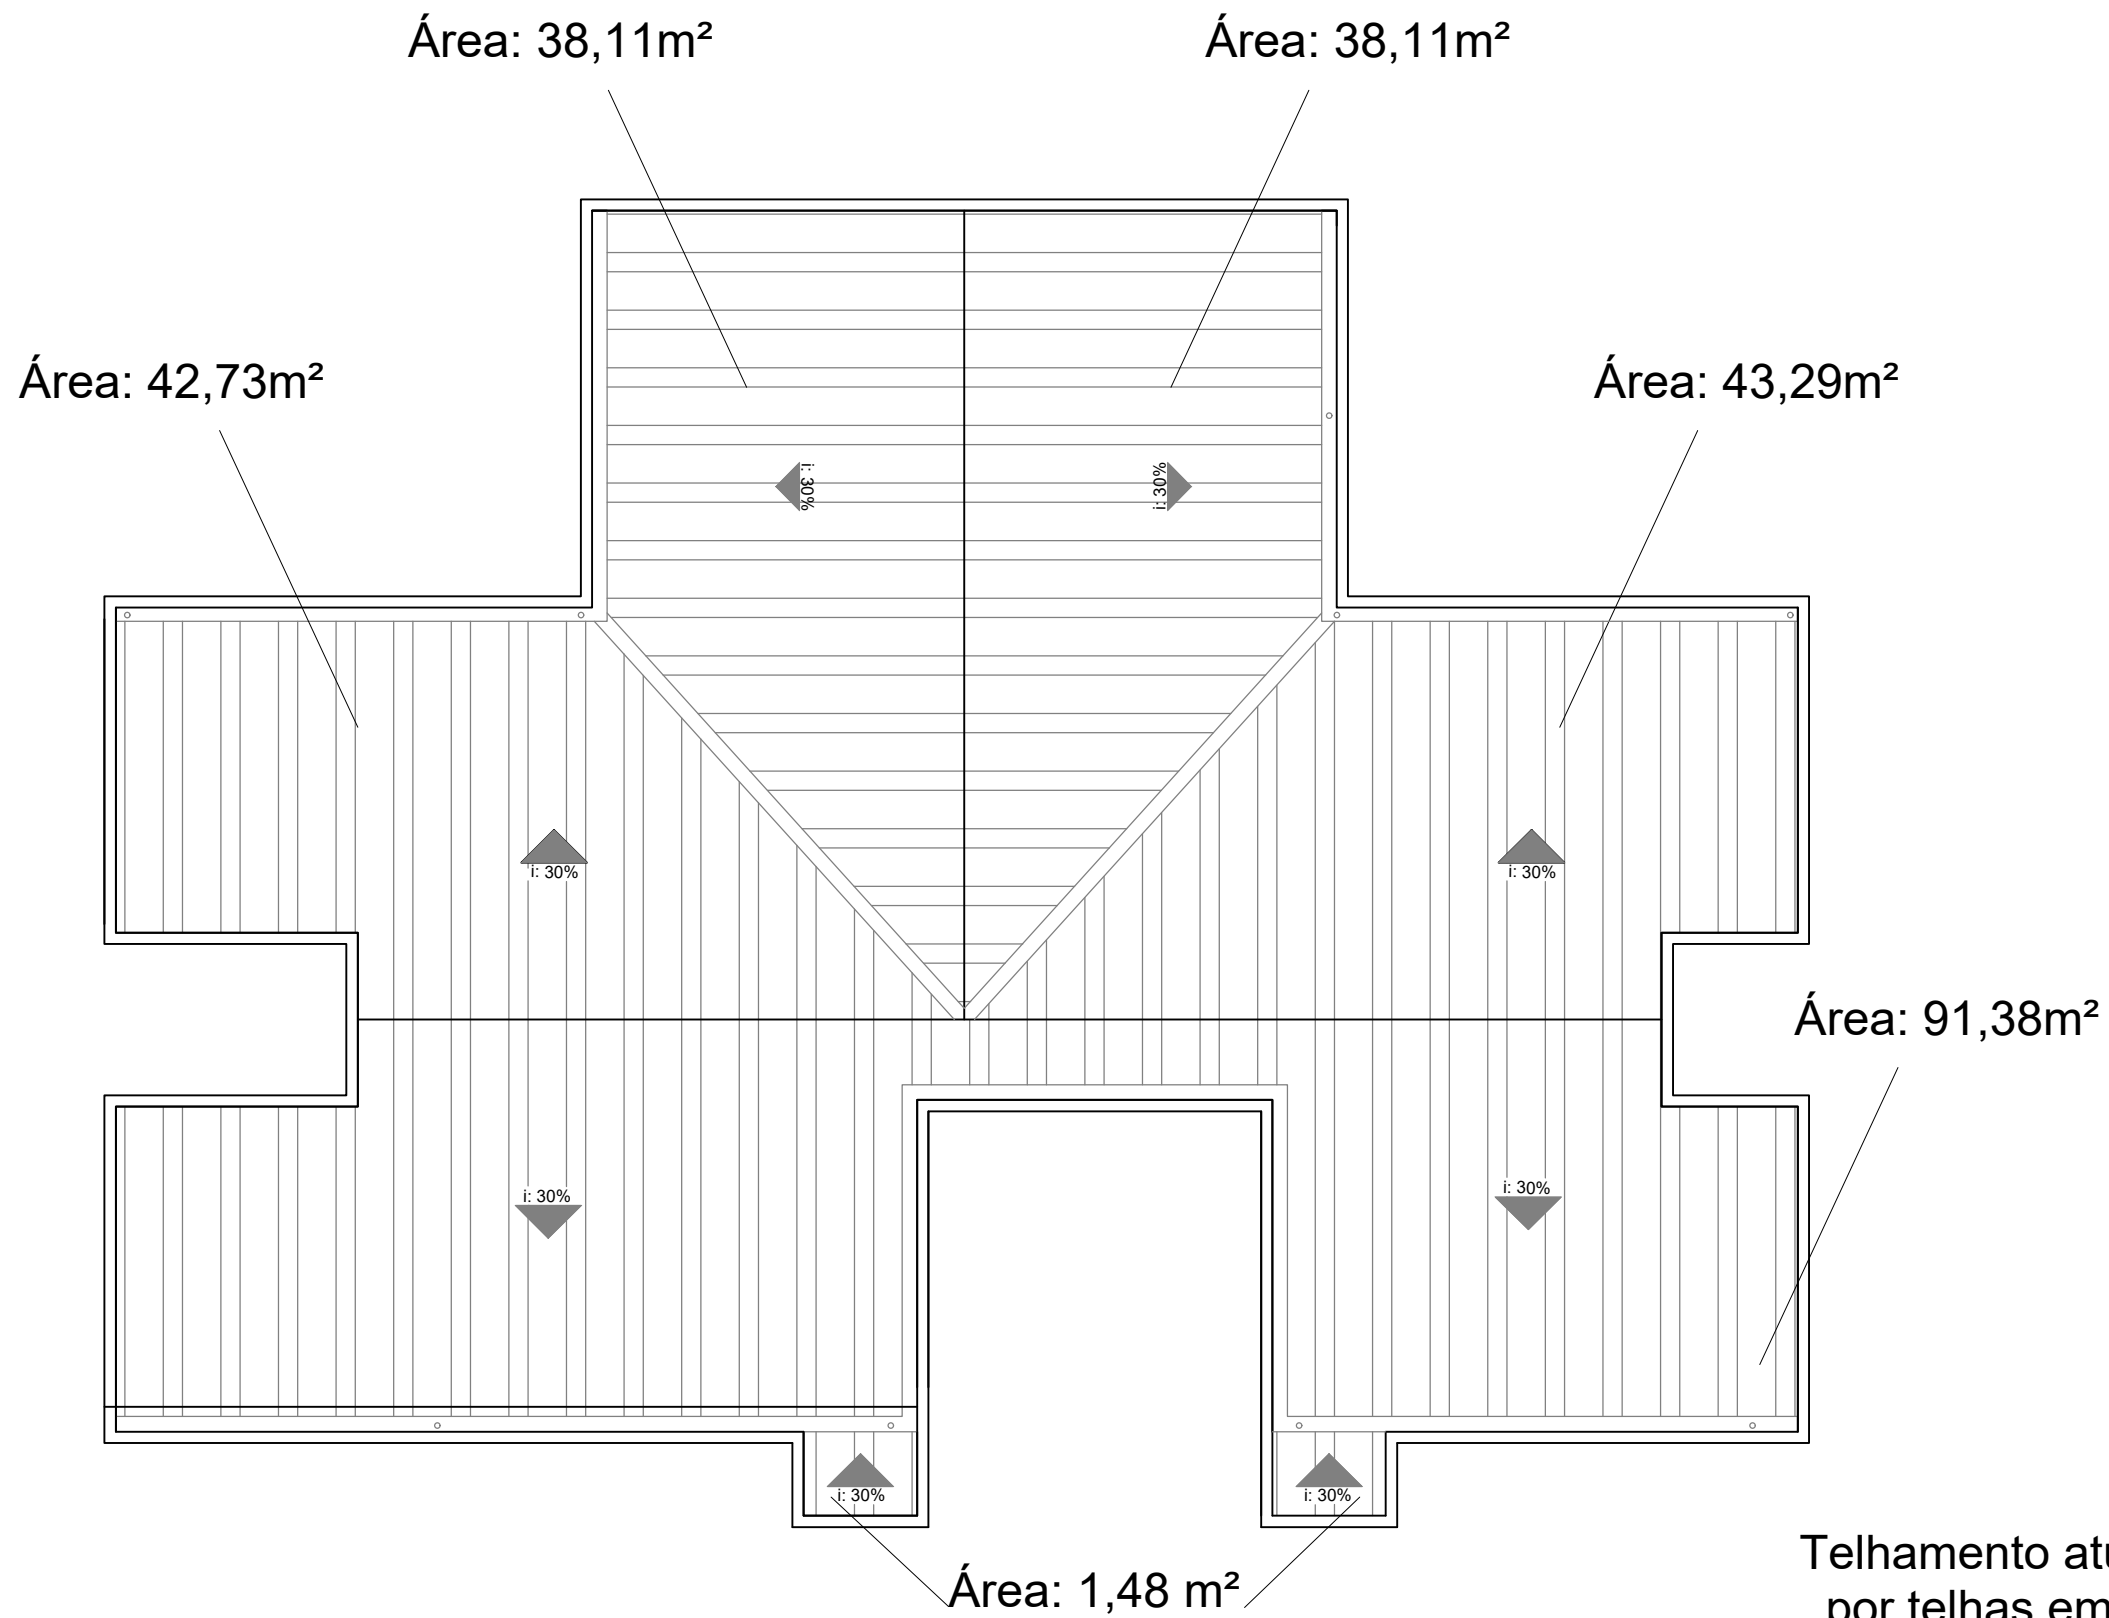 Área: 38,11m²
Área: 38,11m²
Área: 42,73m²
Área: 43,29m²
i: 30%
i: 30%
i: 30%
i: 30%
Área: 91,38m²
i: 30%
i: 30%
i: 30%
i: 30%
Área: 1,48 m²
Telhamento
por telhas em